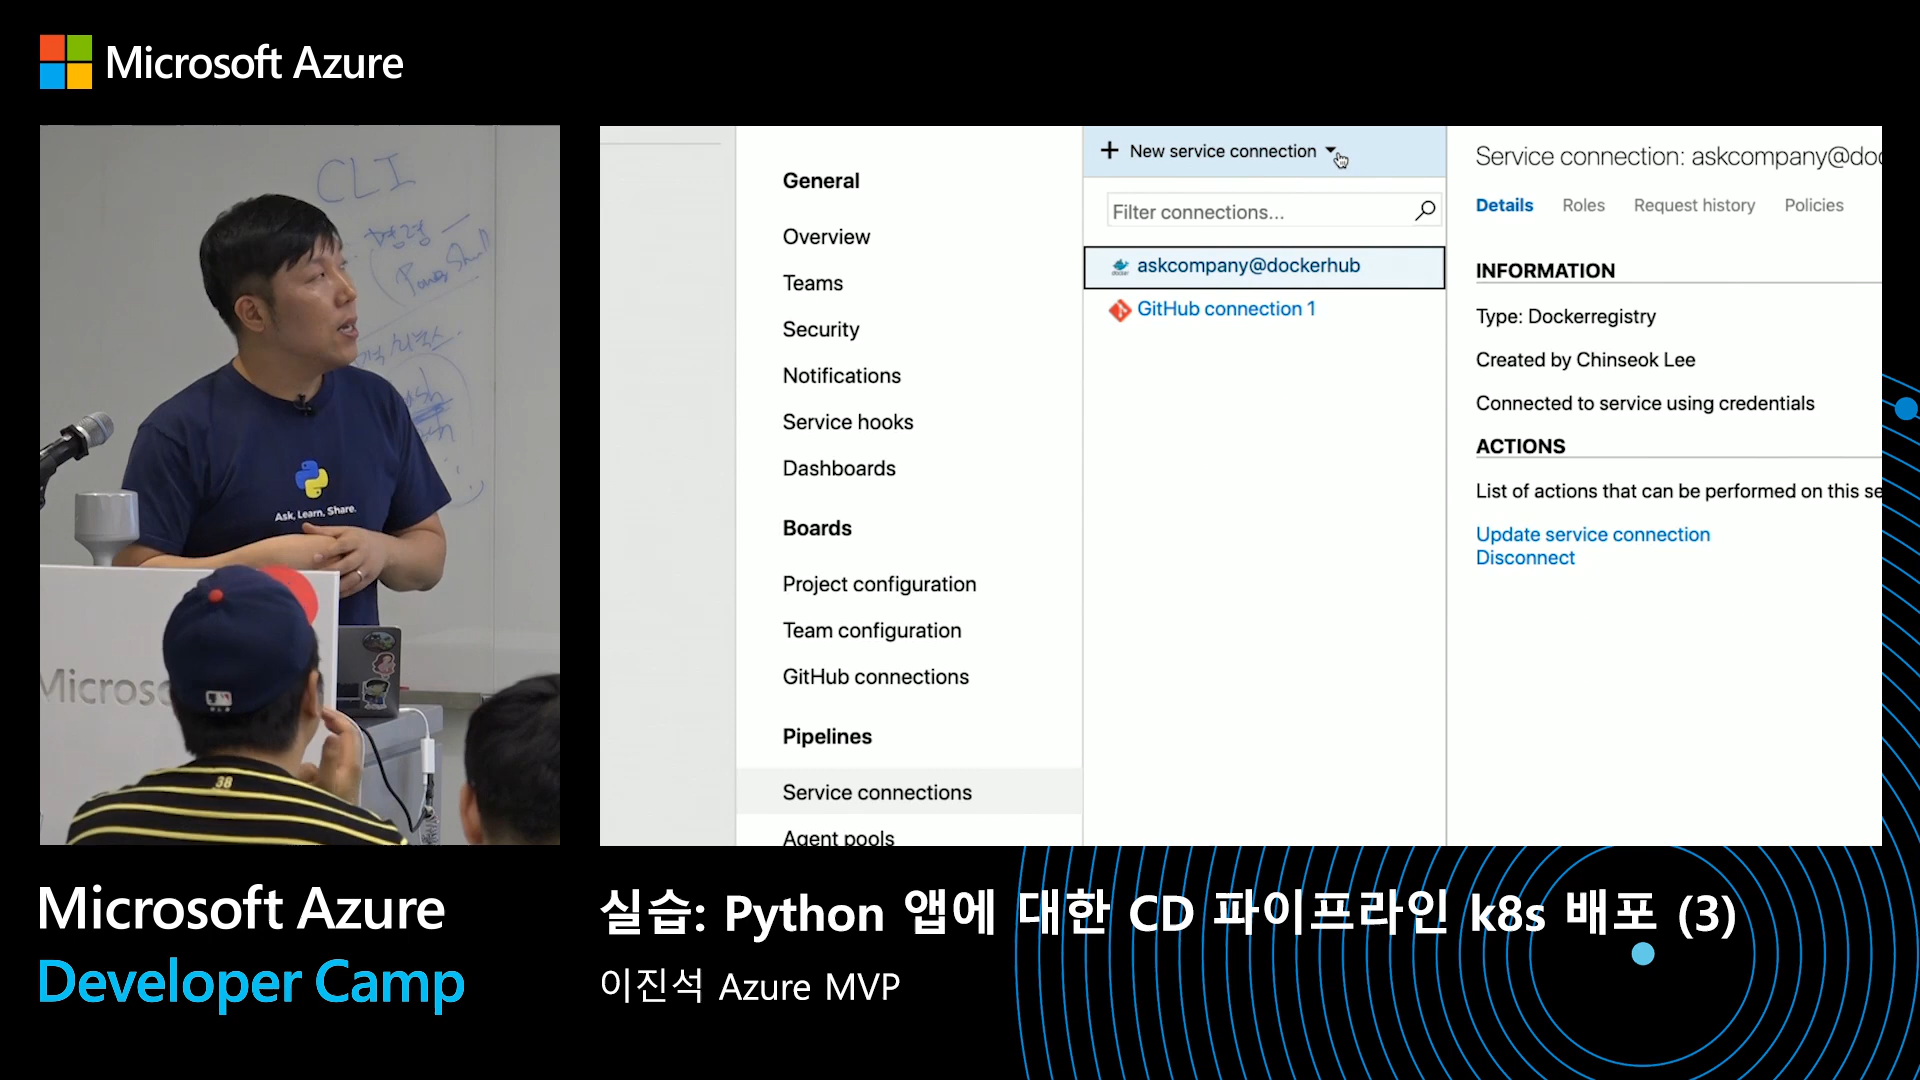 Microsoft Azure
CLI
명령
Power Shell
Ask, Learn, Share.
Micros
38
General
Overview
Teams
Security
Notifications
Service hooks
Dashboards
Boards
Project configuration
Team configuration
GitHub connections
Pipelines
Service connections
Agent pools
+ New service connection
Filter connections...
askcompany@dockerhub
GitHub connection 1
Service connection: askcompany@doc
Details Roles Request history Policies
INFORMATION
Type: Dockerregistry
Created by Chinseok Lee
Connected to service using credentials
ACTIONS
List of actions that can be performed on this se
Update service connection
Disconnect
Microsoft Azure
Developer Camp
실습: Python 앱에 대한 CD 파이프라인 k8s 배포 (3)
이진석 Azure MVP